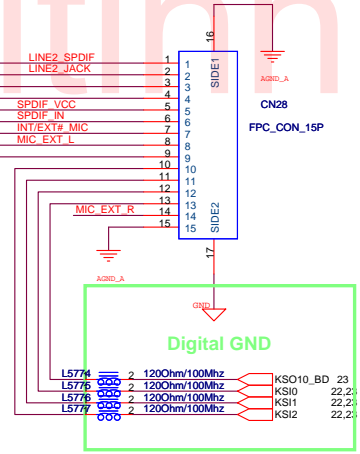 16
SIDE1
AGND_A
LINE2_SPDIF 1 1
LINE2_JACK 2 2
3 3
4 4
SPDIF_VCC 5 5
SPDIF_IN 6 6
INT/EXT#_MIC 7 7
MIC_EXT_L 8 8
9 9
10 10
11 11
12 12
13 13
MIC_EXT_R 14 14
15 15
CN28
FPC_CON_15P
SIDE2
17
AGND_A
GND
Digital GND
L5774 2 120Ohm/100Mhz KSO10_BD 23
L5775 2 120Ohm/100Mhz KSI0 22,23
L5776 2 120Ohm/100Mhz KSI1 22,23
L5777 2 120Ohm/100Mhz KSI2 22,23